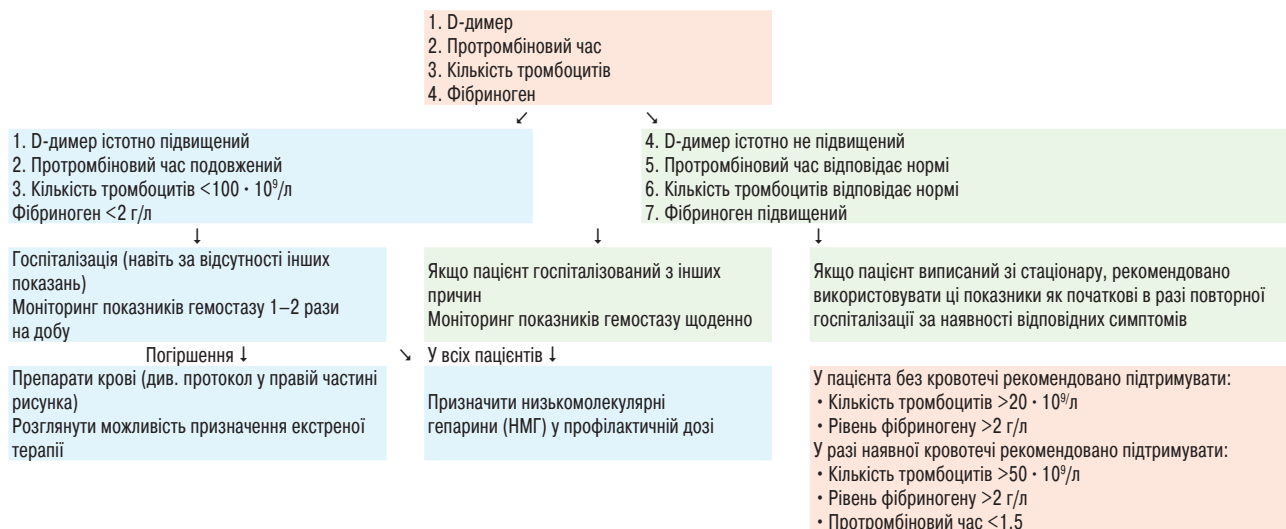 1. D-димер
2. Протромбіновий час
3. Кількість тромбоцитів
4. Фібриноген
↙ ↘
1. D-димер істотно підвищений
2. Протромбіновий час подовжений
3. Кількість тромбоцитів <100 · 10⁹/л
Фібриноген <2 г/л
4. D-димер істотно не підвищений
5. Протромбіновий час відповідає нормі
6. Кількість тромбоцитів відповідає нормі
7. Фібриноген підвищений
↓ ↓ ↓
Госпіталізація (навіть за відсутності інших
показань)
Моніторинг показників гемостазу 1–2 рази
на добу
Якщо пацієнт госпіталізований з інших
причин
Моніторинг показників гемостазу щоденно
Якщо пацієнт виписаний зі стаціонару, рекомендовано
використовувати ці показники як початкові в разі повторної
госпіталізації за наявності відповідних симптомів
Погіршення ↓ ↘ У всіх пацієнтів ↓
Препарати крові (див. протокол у правій частині
рисунка)
Розглянути можливість призначення екстреної
терапії
Призначити низькомолекулярні
гепарини (НМГ) у профілактичній дозі
У пацієнта без кровотечі рекомендовано підтримувати:
• Кількість тромбоцитів >20 · 10⁹/л
• Рівень фібриногену >2 г/л
У разі наявної кровотечі рекомендовано підтримувати:
• Кількість тромбоцитів >50 · 10⁹/л
• Рівень фібриногену >2 г/л
• Протромбіновий час <1,5